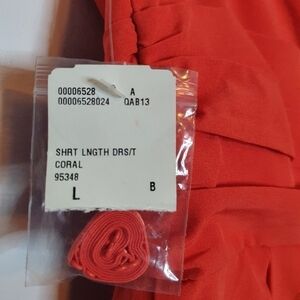 00006528 A
00006528024 QAB13
SHRT LNGTH DRS/T
CORAL
95348
L B